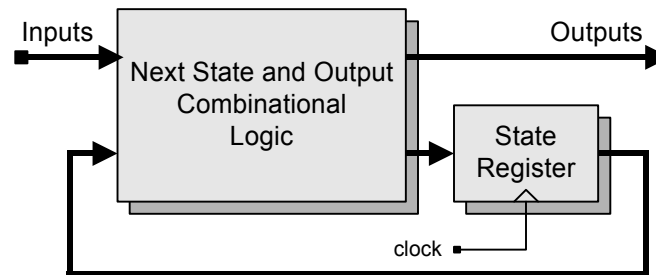 Inputs
Outputs
Next State and Output
Combinational
Logic
State
Register
clock